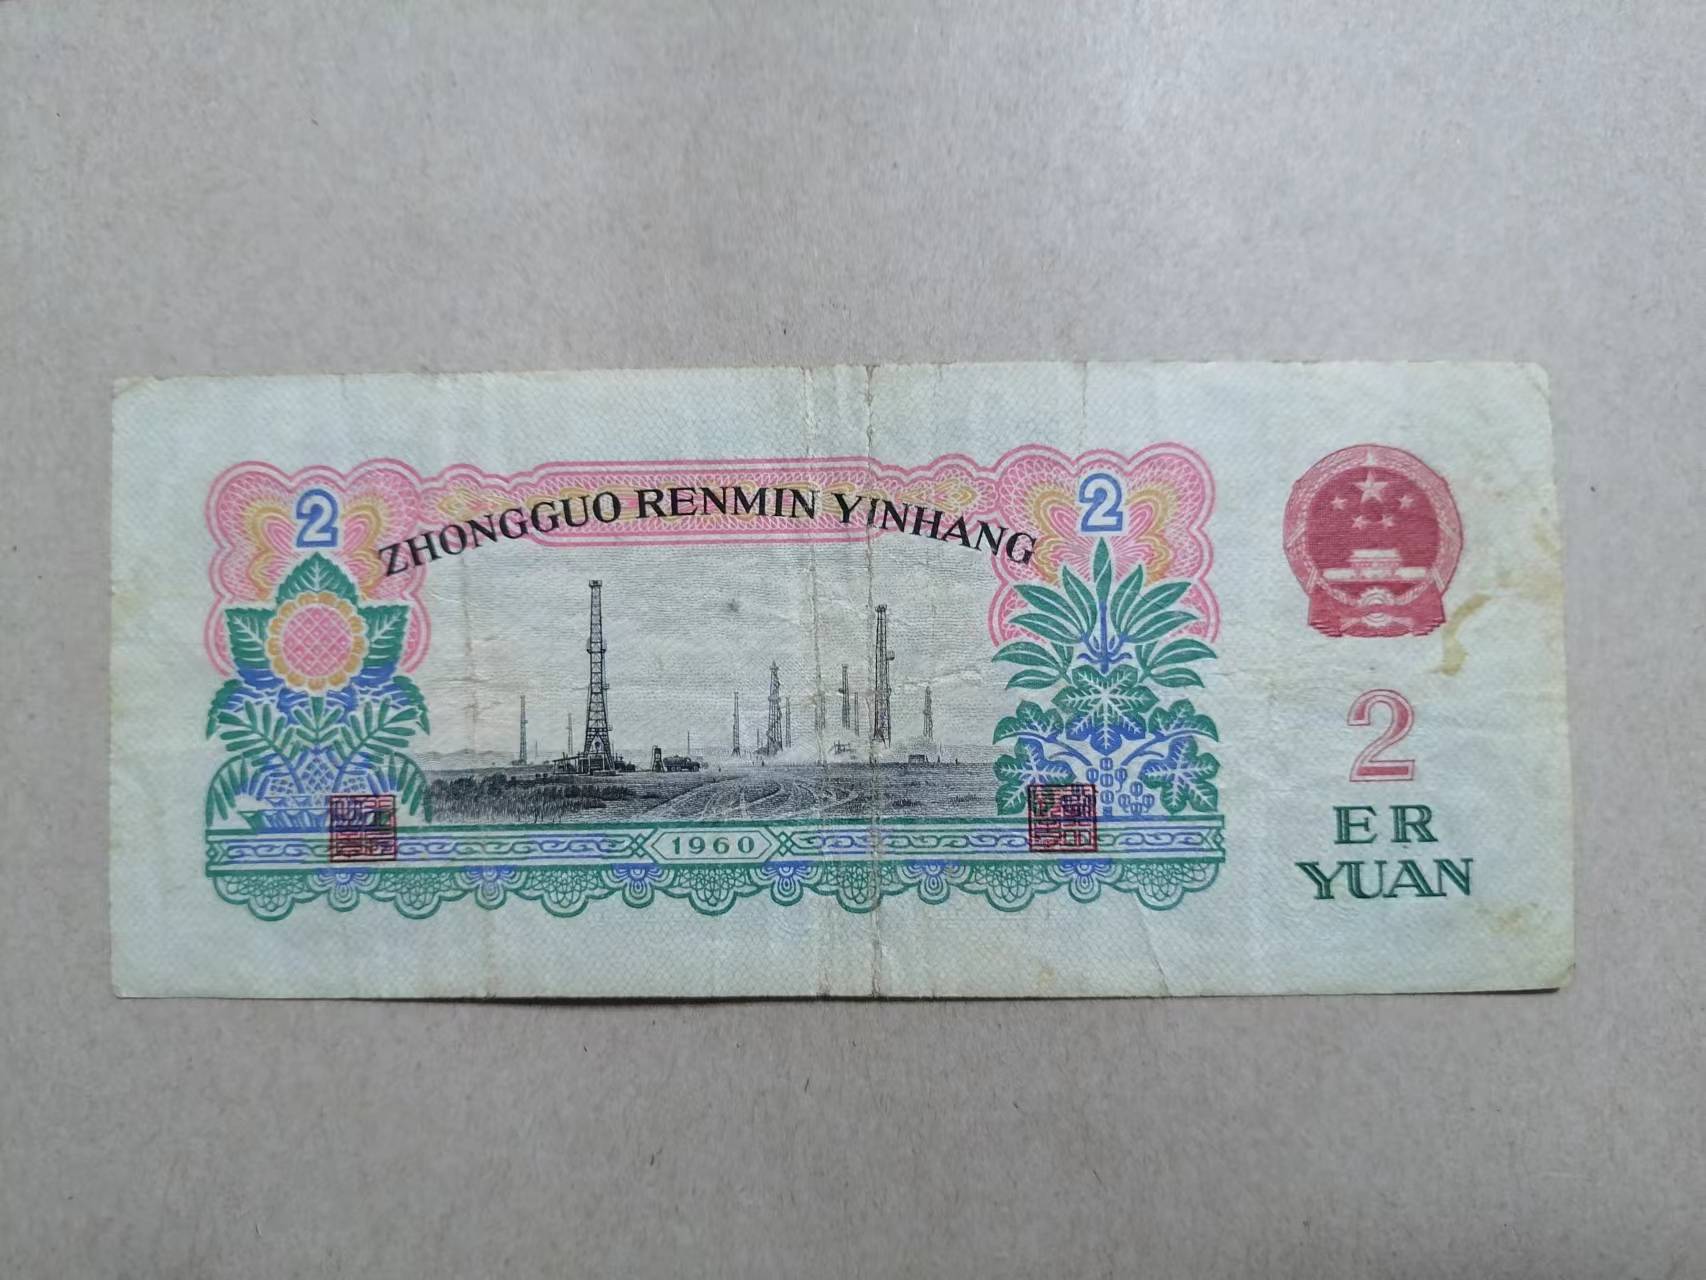 2
2
ZHONGGUO RENMIN YINHANG
1960
2
ER
YUAN